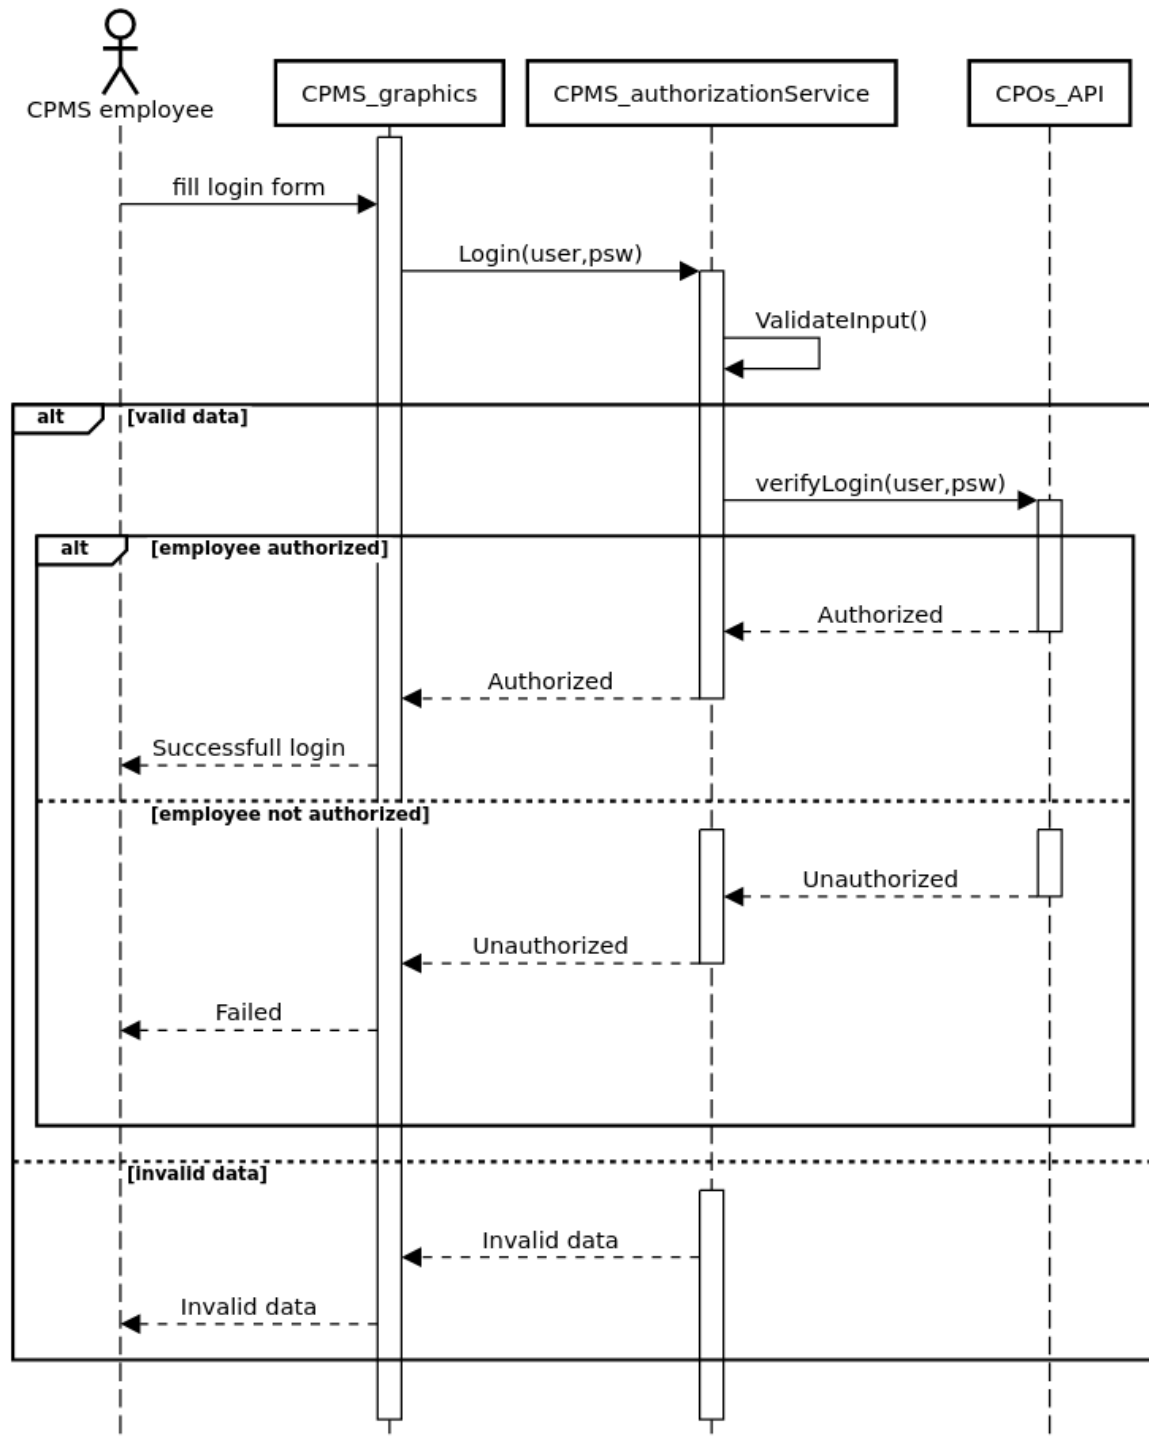 CPMS employee
CPMS_graphics
CPMS_authorizationService
CPOs_API
fill login form
Login(user,psw)
ValidateInput()
alt [valid data]
verifyLogin(user,psw)
alt [employee authorized]
Authorized
Authorized
Successfull login
[employee not authorized]
Unauthorized
Unauthorized
Failed
[invalid data]
Invalid data
Invalid data